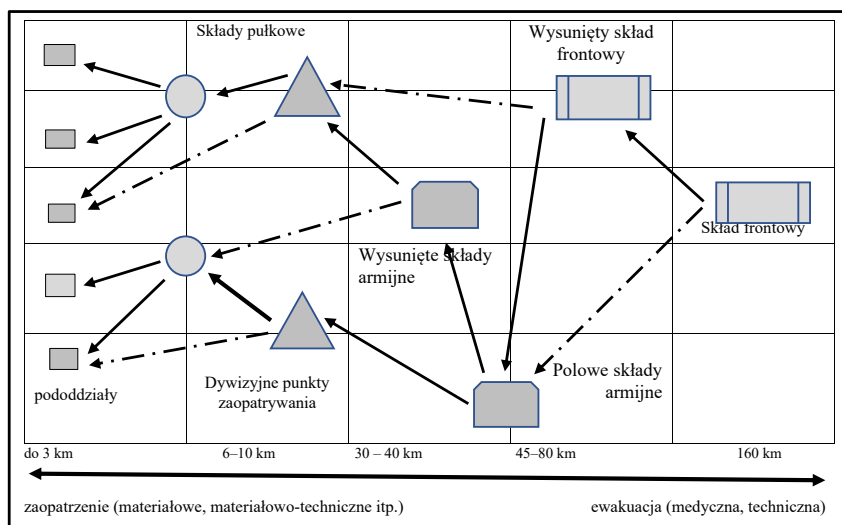 Składy pułkowe
Wysunięty skład
frontowy
Skład frontowy
Wysunięte składy
armijne
Polowe składy
armijne
Dywizyjne punkty
zaopatrywania
pododdziały
do 3 km
6–10 km
30 – 40 km
45–80 km
160 km
zaopatrzenie (materiałowe, materiałowo-techniczne itp.)
ewakuacja (medyczna, techniczna)